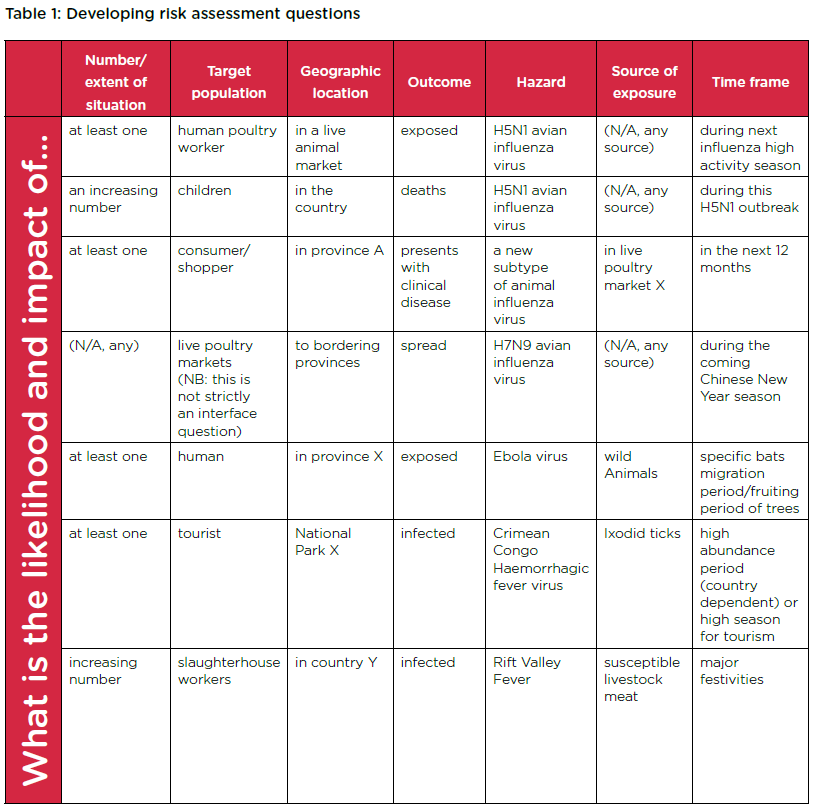 Table 1: Developing risk assessment questions
What is the likelihood and impact of...
Number/
extent of
situation
Target
population
Geographic
location
Outcome
Hazard
Source of
exposure
Time frame
at least one
human poultry
worker
in a live
animal
market
exposed
H5N1 avian
influenza
virus
(N/A, any
source)
during next
influenza high
activity season
an increasing
number
children
in the
country
deaths
H5N1 avian
influenza
virus
(N/A, any
source)
during this
H5N1 outbreak
at least one
consumer/
shopper
in province A
presents
with
clinical
disease
a new
subtype
of animal
influenza
virus
in live
poultry
market X
in the next 12
months
(N/A, any)
live poultry
markets
(NB: this is
not strictly
an interface
question)
to bordering
provinces
spread
H7N9 avian
influenza
virus
(N/A, any
source)
during the
coming
Chinese New
Year season
at least one
human
in province X
exposed
Ebola virus
wild
Animals
specific bats
migration
period/fruiting
period of trees
at least one
tourist
National
Park X
infected
Crimean
Congo
Haemorrhagic
fever virus
Ixodid ticks
high
abundance
period
(country
dependent) or
high season
for tourism
increasing
number
slaughterhouse
workers
in country Y
infected
Rift Valley
Fever
susceptible
livestock
meat
major
festivities